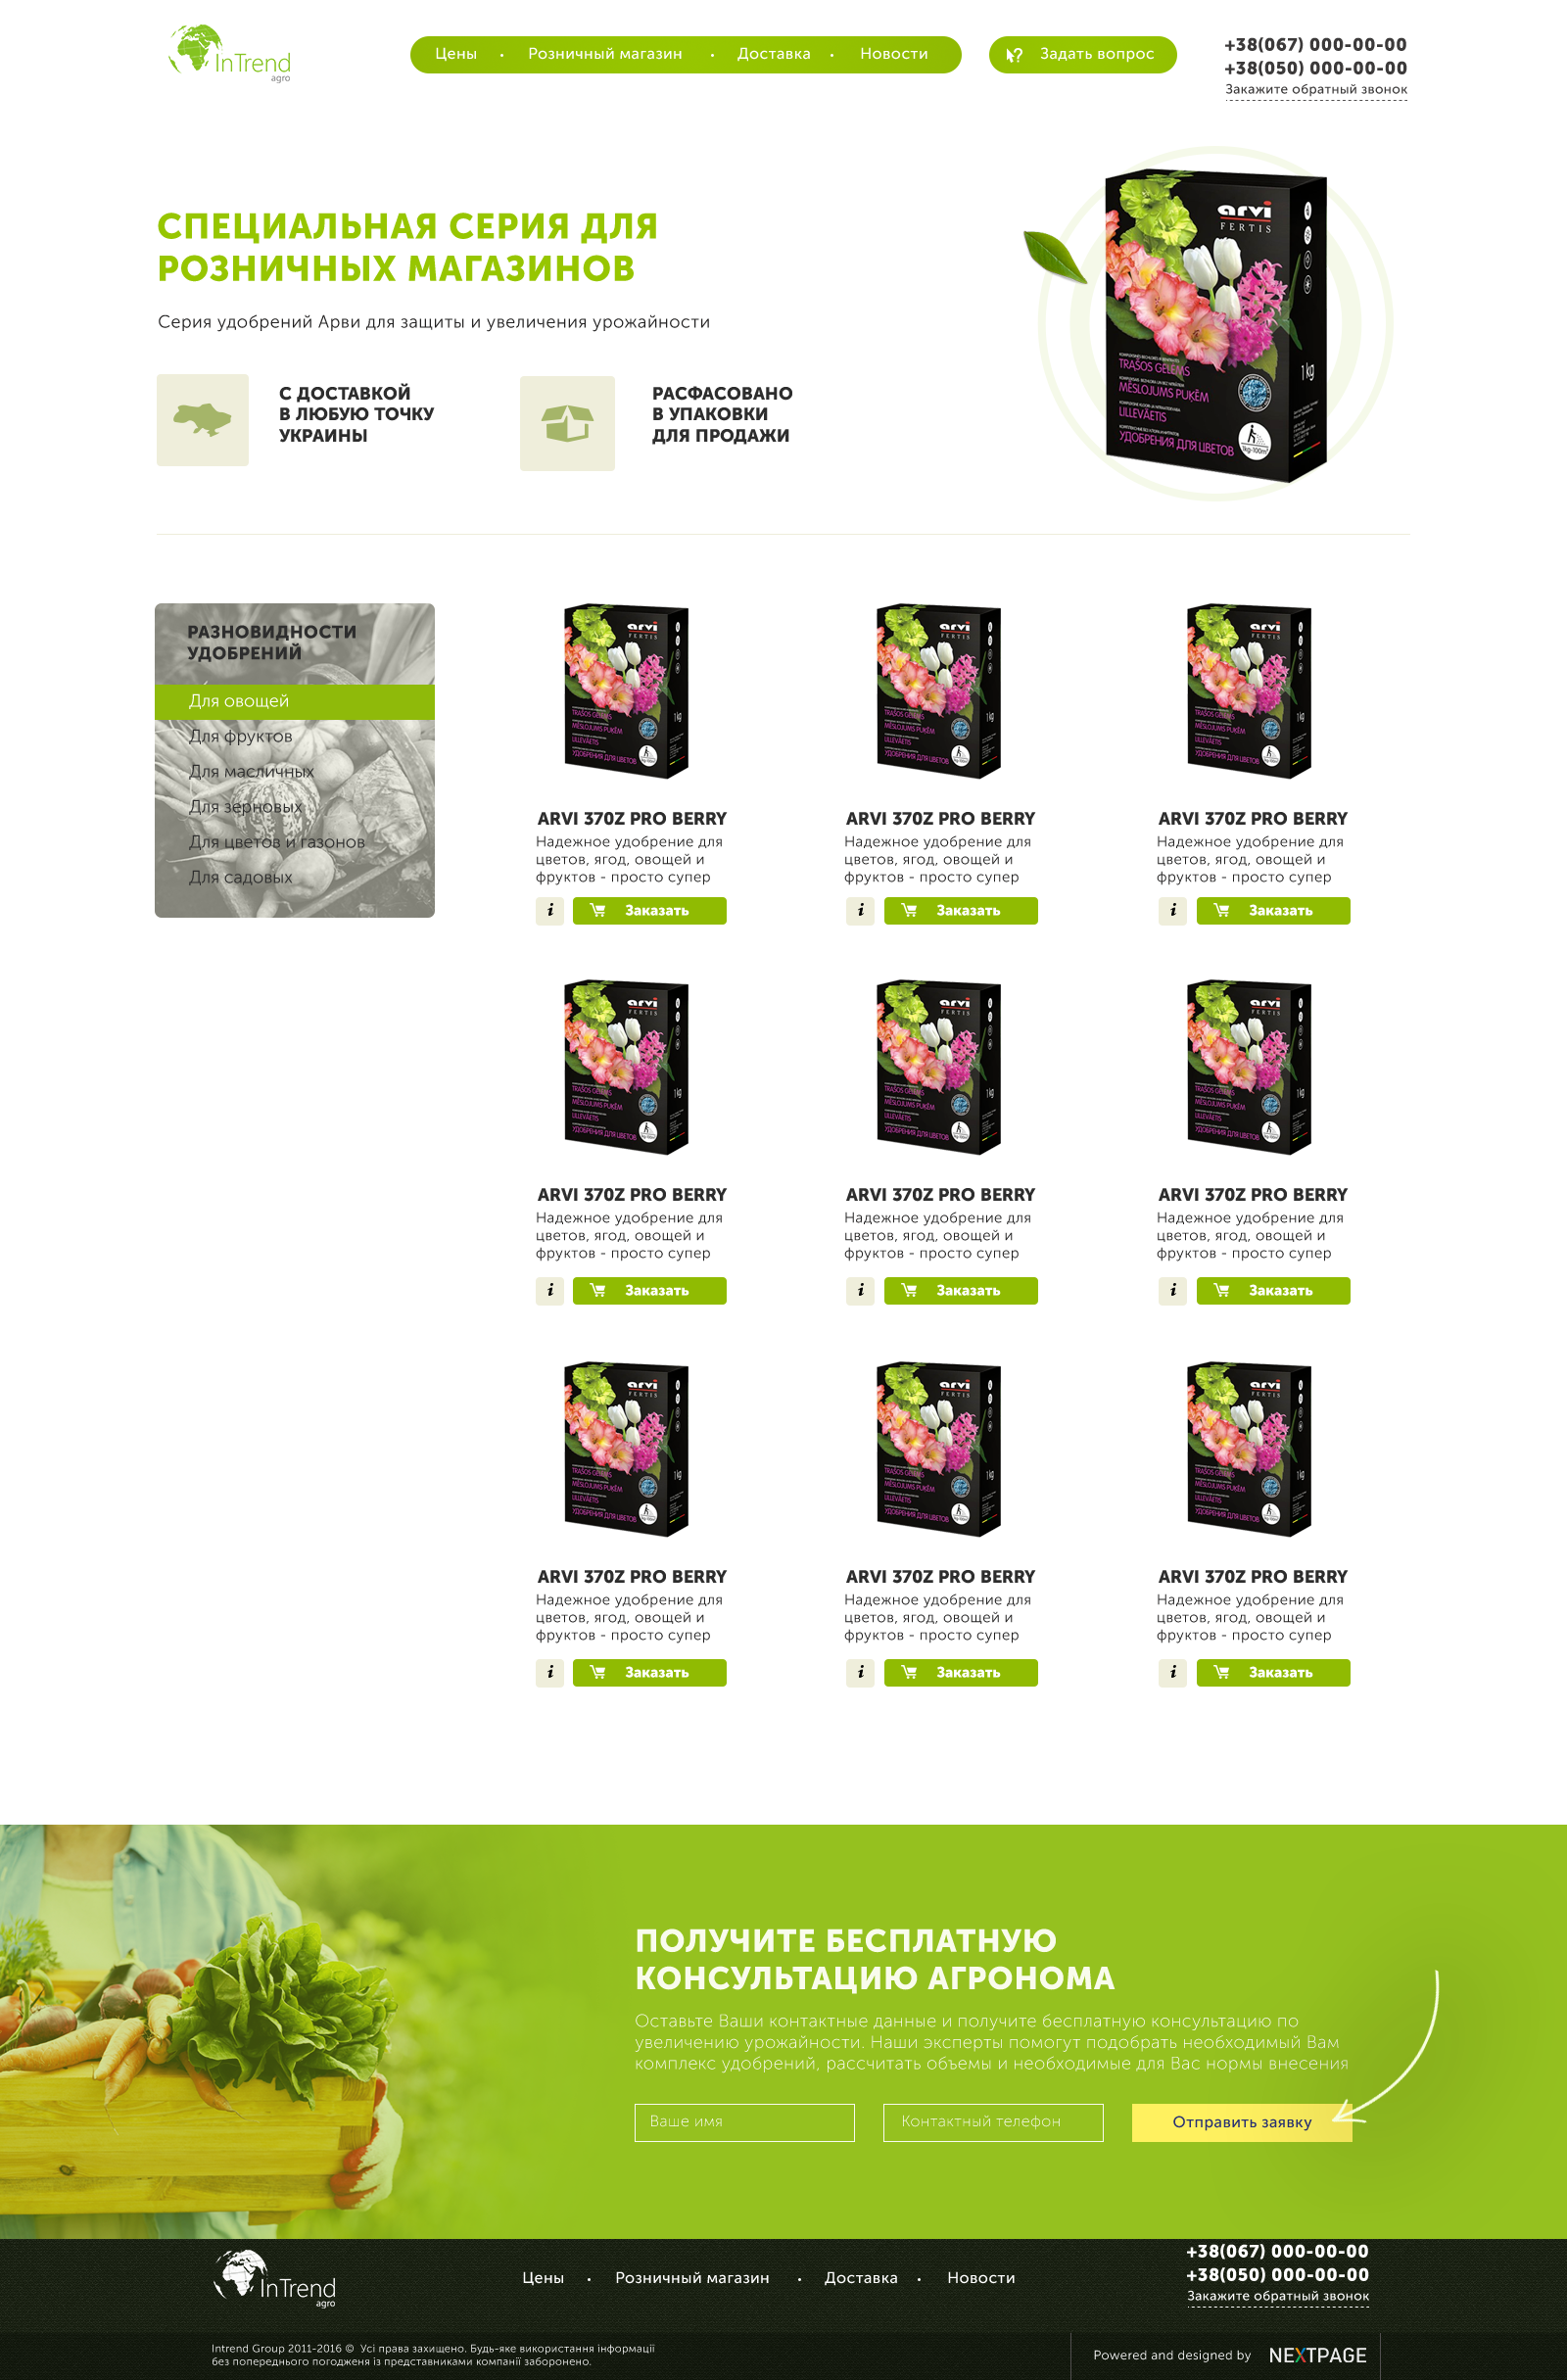 InTrend
agro
Цены • Розничный магазин • Доставка • Новости
Задать вопрос
+38(067) 000-00-00
+38(050) 000-00-00
Закажите обратный звонок
СПЕЦИАЛЬНАЯ СЕРИЯ ДЛЯ
РОЗНИЧНЫХ МАГАЗИНОВ
Серия удобрений Арви для защиты и увеличения урожайности
С ДОСТАВКОЙ
В ЛЮБУЮ ТОЧКУ
УКРАИНЫ
РАСФАСОВАНО
В УПАКОВКИ
ДЛЯ ПРОДАЖИ
arvi
FERTIS
TRAŠOS GĖLĖMS
MĒSLOJUMS PUĶĒM
LILLEVÄETIS
УДОБРЕНИЯ ДЛЯ ЦВЕТОВ
1 kg
1kg-100m²
РАЗНОВИДНОСТИ
УДОБРЕНИЙ
Для овощей
Для фруктов
Для масличных
Для зерновых
Для цветов и газонов
Для садовых
ARVI 370Z PRO BERRY
Надежное удобрение для
цветов, ягод, овощей и
фруктов - просто супер
i Заказать
ARVI 370Z PRO BERRY
Надежное удобрение для
цветов, ягод, овощей и
фруктов - просто супер
i Заказать
ARVI 370Z PRO BERRY
Надежное удобрение для
цветов, ягод, овощей и
фруктов - просто супер
i Заказать
ARVI 370Z PRO BERRY
Надежное удобрение для
цветов, ягод, овощей и
фруктов - просто супер
i Заказать
ARVI 370Z PRO BERRY
Надежное удобрение для
цветов, ягод, овощей и
фруктов - просто супер
i Заказать
ARVI 370Z PRO BERRY
Надежное удобрение для
цветов, ягод, овощей и
фруктов - просто супер
i Заказать
ARVI 370Z PRO BERRY
Надежное удобрение для
цветов, ягод, овощей и
фруктов - просто супер
i Заказать
ARVI 370Z PRO BERRY
Надежное удобрение для
цветов, ягод, овощей и
фруктов - просто супер
i Заказать
ARVI 370Z PRO BERRY
Надежное удобрение для
цветов, ягод, овощей и
фруктов - просто супер
i Заказать
ПОЛУЧИТЕ БЕСПЛАТНУЮ
КОНСУЛЬТАЦИЮ АГРОНОМА
Оставьте Ваши контактные данные и получите бесплатную консультацию по
увеличению урожайности. Наши эксперты помогут подобрать необходимый Вам
комплекс удобрений, рассчитать объемы и необходимые для Вас нормы внесения
Ваше имя
Контактный телефон
Отправить заявку
InTrend
agro
Цены • Розничный магазин • Доставка • Новости
+38(067) 000-00-00
+38(050) 000-00-00
Закажите обратный звонок
Intrend Group 2011-2016 © Усі права захищено. Будь-яке використання інформації
без попереднього погодженя із представниками компанії заборонено.
Powered and designed by NEXTPAGE